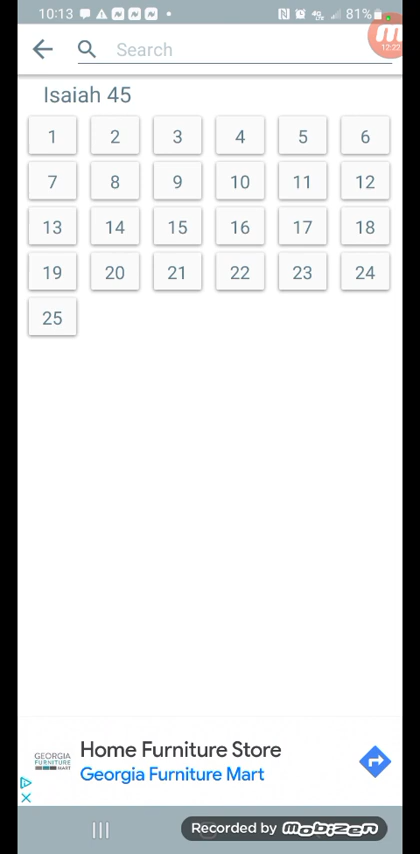 10:13 81%
12:22
Search
Isaiah 45
1 2 3 4 5 6
7 8 9 10 11 12
13 14 15 16 17 18
19 20 21 22 23 24
25
Home Furniture Store
GEORGIA
FURNITURE
MART
Georgia Furniture Mart
Recorded by mobizen